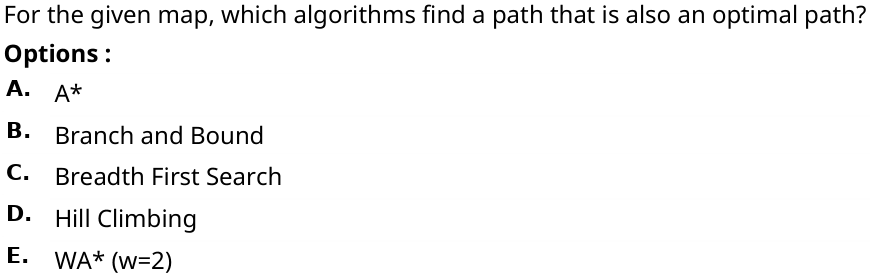 For the given map, which algorithms find a path that is also an optimal path?
Options :
A. A*
B. Branch and Bound
C. Breadth First Search
D. Hill Climbing
E. WA* (w=2)